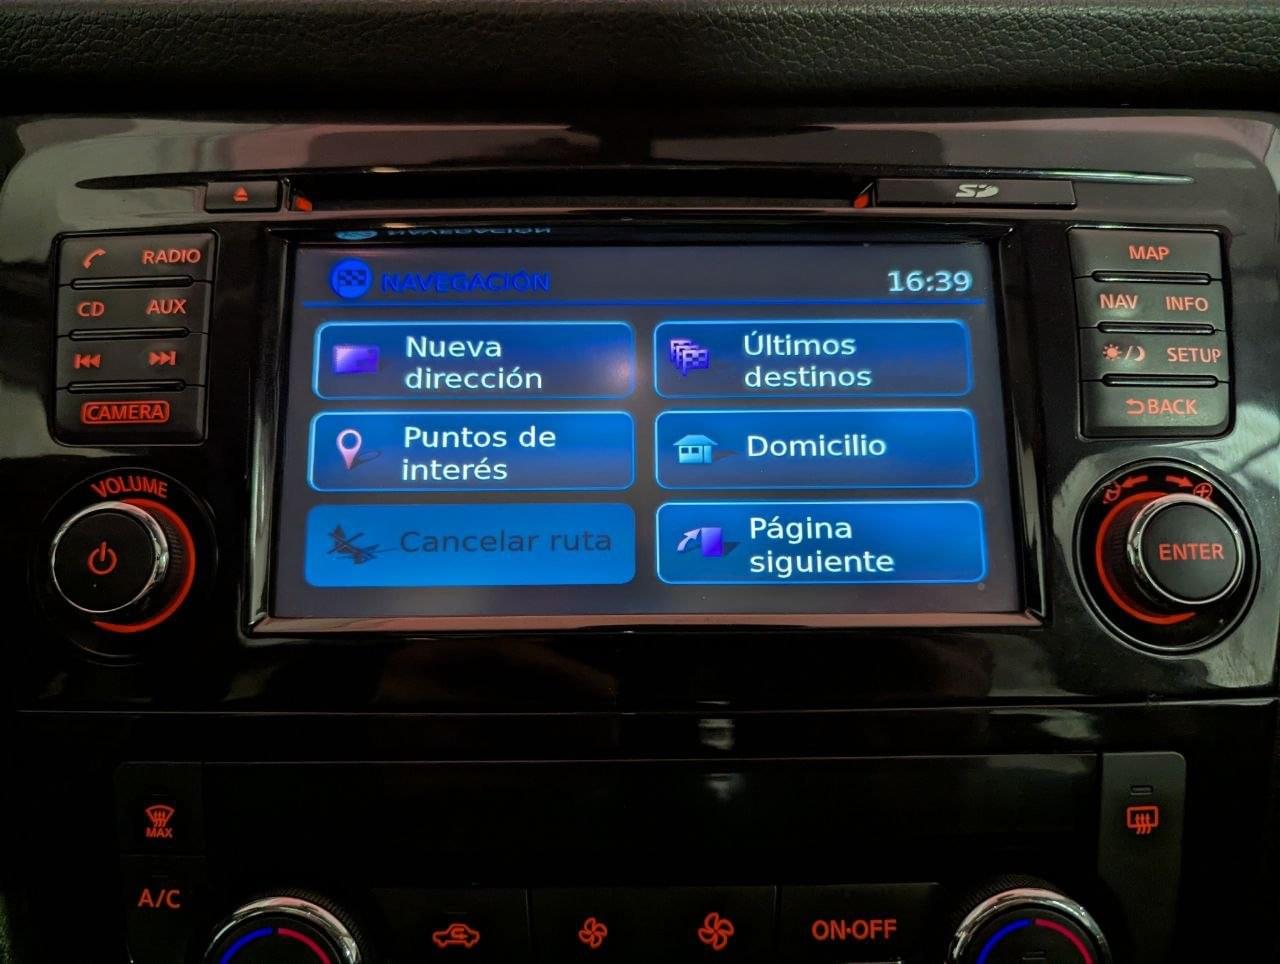 SD
RADIO
CD AUX
CAMERA
VOLUME
NAVEGACIÓN
NAVEGACIÓN 16:39
Nueva
dirección
Últimos
destinos
Puntos de
interés
Domicilio
Cancelar ruta
Página
siguiente
MAP
NAV INFO
SETUP
BACK
ENTER
MAX
A/C
ON·OFF